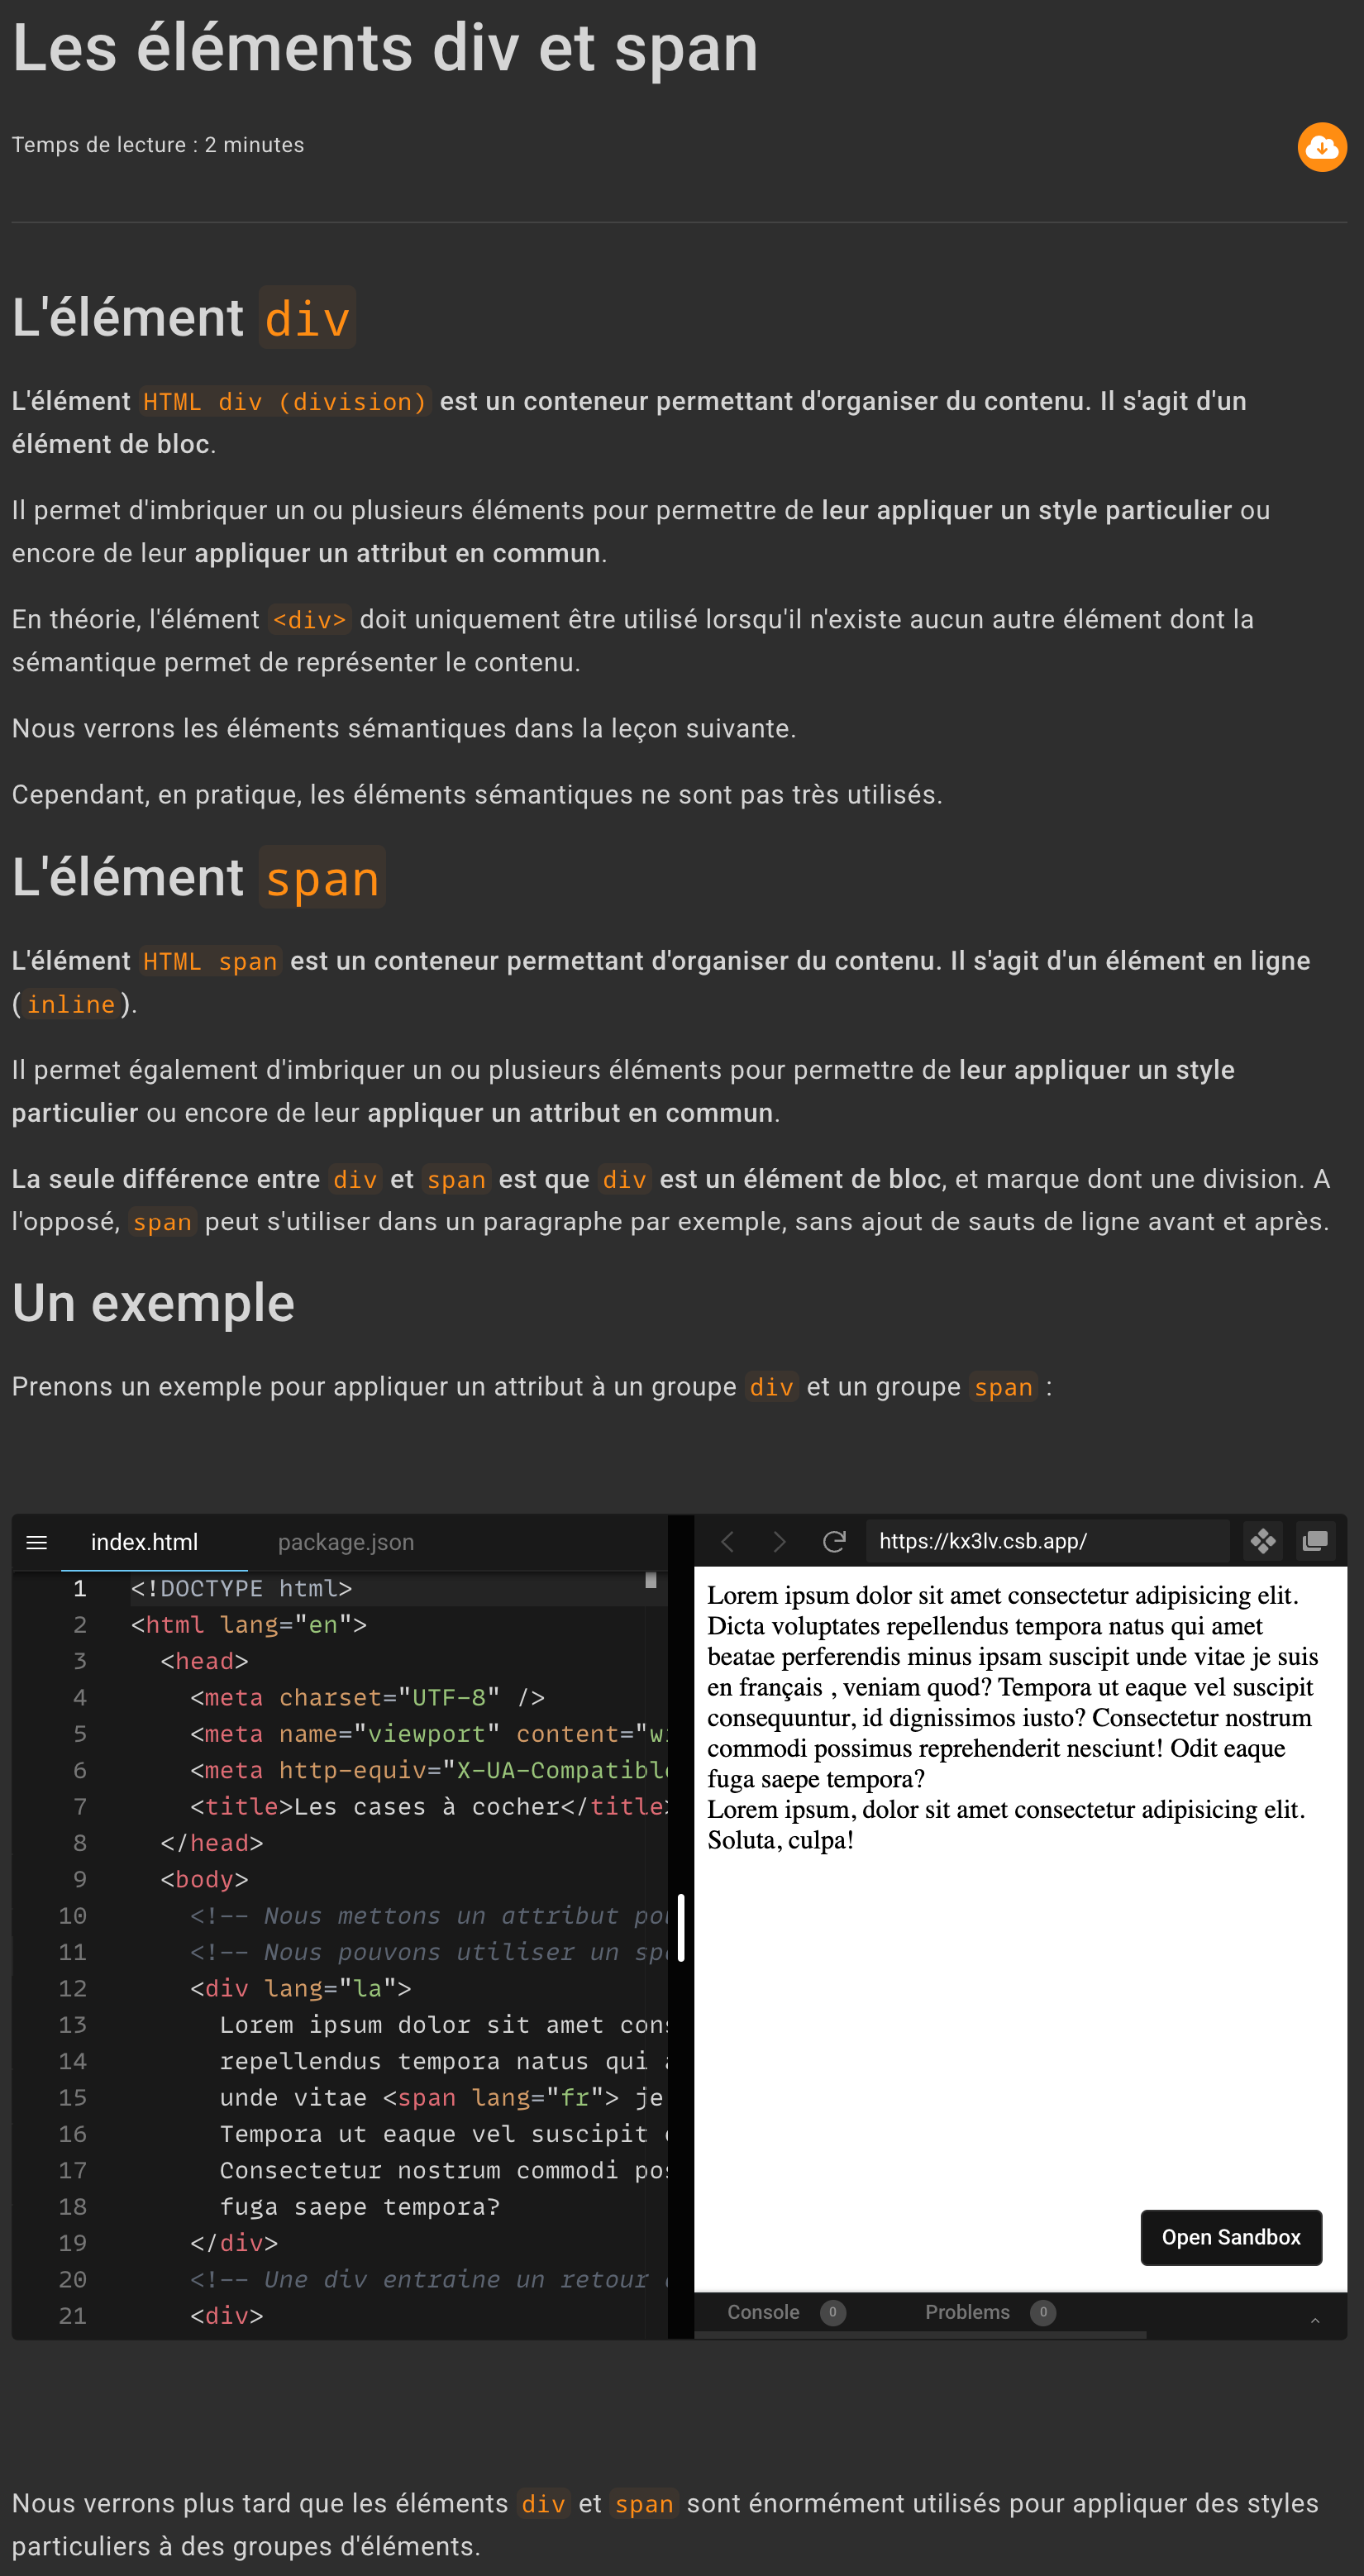 Les éléments div et span
Temps de lecture : 2 minutes
L'élément div
L'élément HTML div (division) est un conteneur permettant d'organiser du contenu. Il s'agit d'un
élément de bloc.
Il permet d'imbriquer un ou plusieurs éléments pour permettre de leur appliquer un style particulier ou
encore de leur appliquer un attribut en commun.
En théorie, l'élément <div> doit uniquement être utilisé lorsqu'il n'existe aucun autre élément dont la
sémantique permet de représenter le contenu.
Nous verrons les éléments sémantiques dans la leçon suivante.
Cependant, en pratique, les éléments sémantiques ne sont pas très utilisés.
L'élément span
L'élément HTML span est un conteneur permettant d'organiser du contenu. Il s'agit d'un élément en ligne
(inline).
Il permet également d'imbriquer un ou plusieurs éléments pour permettre de leur appliquer un style
particulier ou encore de leur appliquer un attribut en commun.
La seule différence entre div et span est que div est un élément de bloc, et marque dont une division. A
l'opposé, span peut s'utiliser dans un paragraphe par exemple, sans ajout de sauts de ligne avant et après.
Un exemple
Prenons un exemple pour appliquer un attribut à un groupe div et un groupe span :
index.html package.json
1 <!DOCTYPE html>
2 <html lang="en">
3 <head>
4 <meta charset="UTF-8" />
5 <meta name="viewport" content="w
6 <meta http-equiv="X-UA-Compatibl
7 <title>Les cases à cocher</title>
8 </head>
9 <body>
10 <!-- Nous mettons un attribut po
11 <!-- Nous pouvons utiliser un sp
12 <div lang="la">
13 Lorem ipsum dolor sit amet con
14 repellendus tempora natus qui
15 unde vitae <span lang="fr"> je
16 Tempora ut eaque vel suscipit
17 Consectetur nostrum commodi po
18 fuga saepe tempora?
19 </div>
20 <!-- Une div entraine un retour
21 <div>
https://kx3lv.csb.app/
Lorem ipsum dolor sit amet consectetur adipisicing elit.
Dicta voluptates repellendus tempora natus qui amet
beatae perferendis minus ipsam suscipit unde vitae je suis
en français , veniam quod? Tempora ut eaque vel suscipit
consequuntur, id dignissimos iusto? Consectetur nostrum
commodi possimus reprehenderit nesciunt! Odit eaque
fuga saepe tempora?
Lorem ipsum, dolor sit amet consectetur adipisicing elit.
Soluta, culpa!
Open Sandbox
Console 0 Problems 0
Nous verrons plus tard que les éléments div et span sont énormément utilisés pour appliquer des styles
particuliers à des groupes d'éléments.